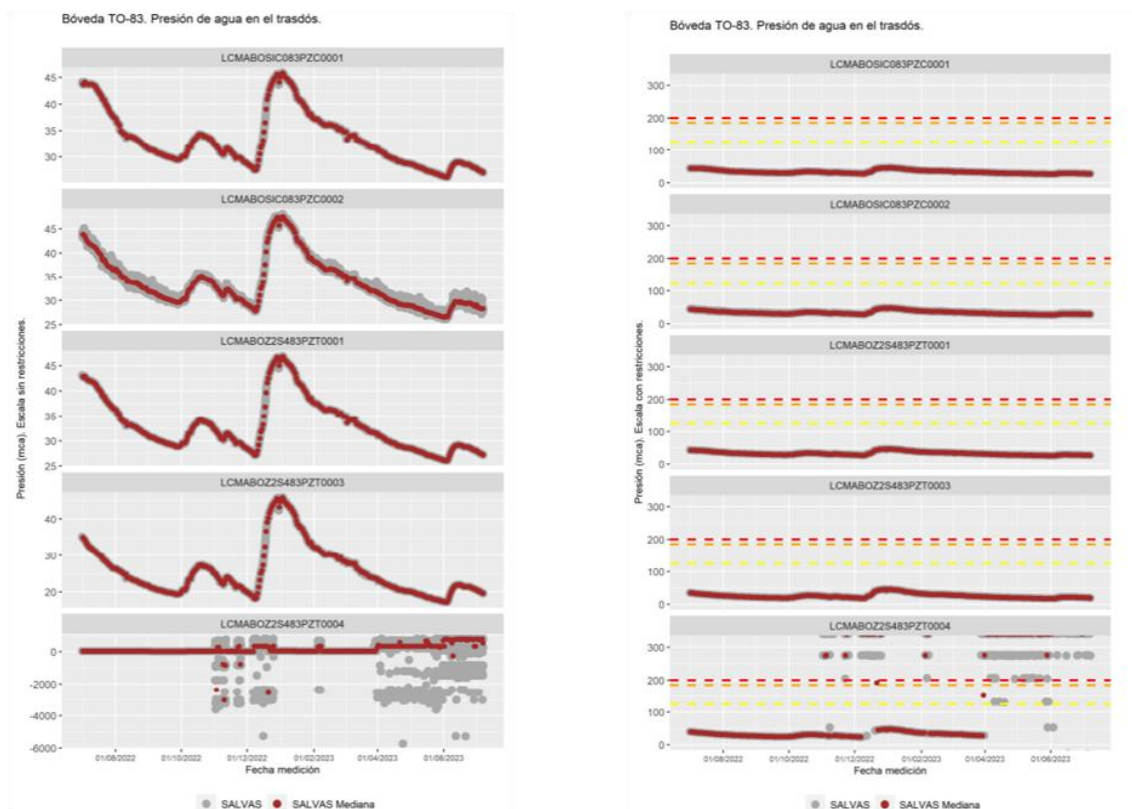 Bóveda TO-83. Presión de agua en el trasdós.
LCMABOSIC083PZC0001
45
40
35
30
LCMABOSIC083PZC0002
45
40
35
30
25
LCMABOZ2S483PZT0001
45
40
35
30
25
LCMABOZ2S483PZT0003
40
30
20
LCMABOZ2S483PZT0004
0
-2000
-4000
-6000
Presión (mca). Escala sin restricciones.
01/08/2022 01/10/2022 01/12/2022 01/02/2023 01/04/2023 01/06/2023
Fecha medición
SALVAS SALVAS Mediana
Bóveda TO-83. Presión de agua en el trasdós.
LCMABOSIC083PZC0001
300
200
100
0
LCMABOSIC083PZC0002
300
200
100
0
LCMABOZ2S483PZT0001
300
200
100
0
LCMABOZ2S483PZT0003
300
200
100
0
LCMABOZ2S483PZT0004
300
200
100
0
Presión (mca). Escala con restricciones.
01/08/2022 01/10/2022 01/12/2022 01/02/2023 01/04/2023 01/06/2023
Fecha medición
SALVAS SALVAS Mediana